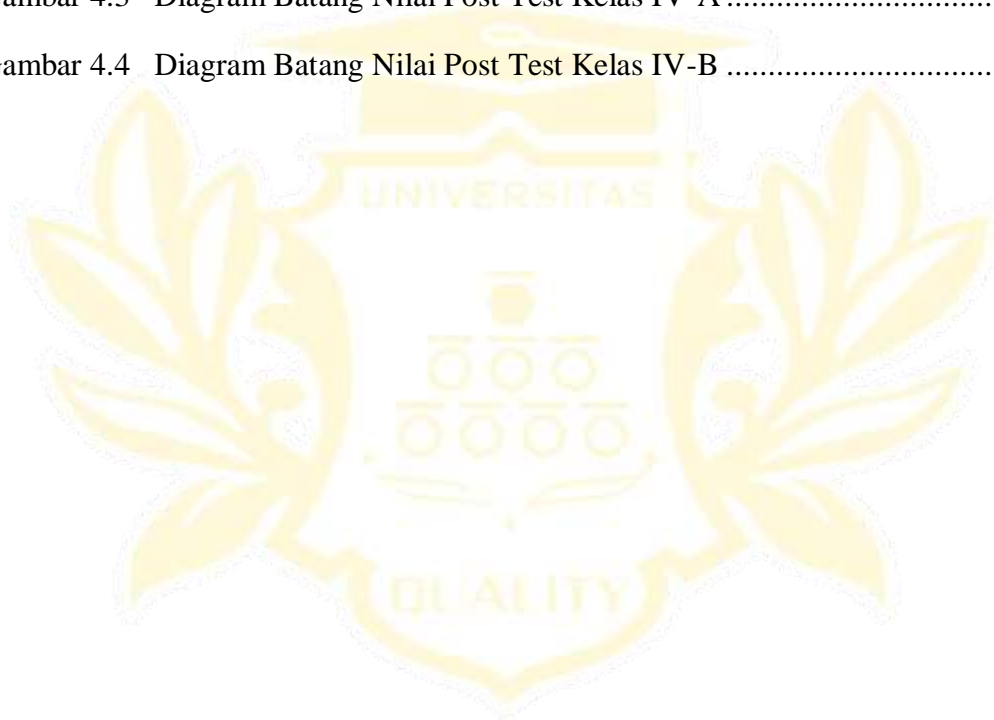 Gambar 4.3 Diagram Batang Nilai Post Test Kelas IV-A ................................
ambar 4.4 Diagram Batang Nilai Post Test Kelas IV-B ................................
UNIVERSITAS
QUALITY